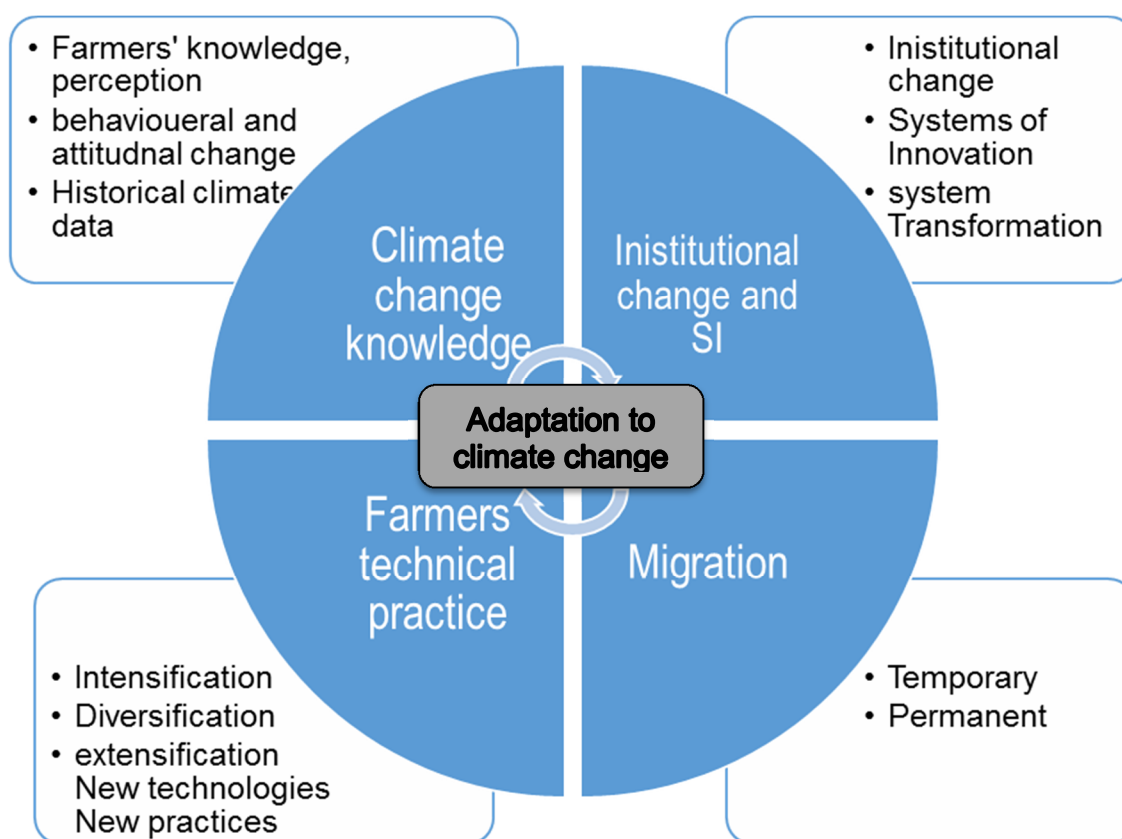 • Farmers' knowledge,
perception
• behavioueral and
attitudnal change
• Historical climate
data
• Inistitutional
change
• Systems of
Innovation
• system
Transformation
Climate
change
knowledge
Inistitutional
change and
SI
Adaptation to
climate change
Farmers
technical
practice
Migration
• Intensification
• Diversification
• extensification
New technologies
New practices
• Temporary
• Permanent